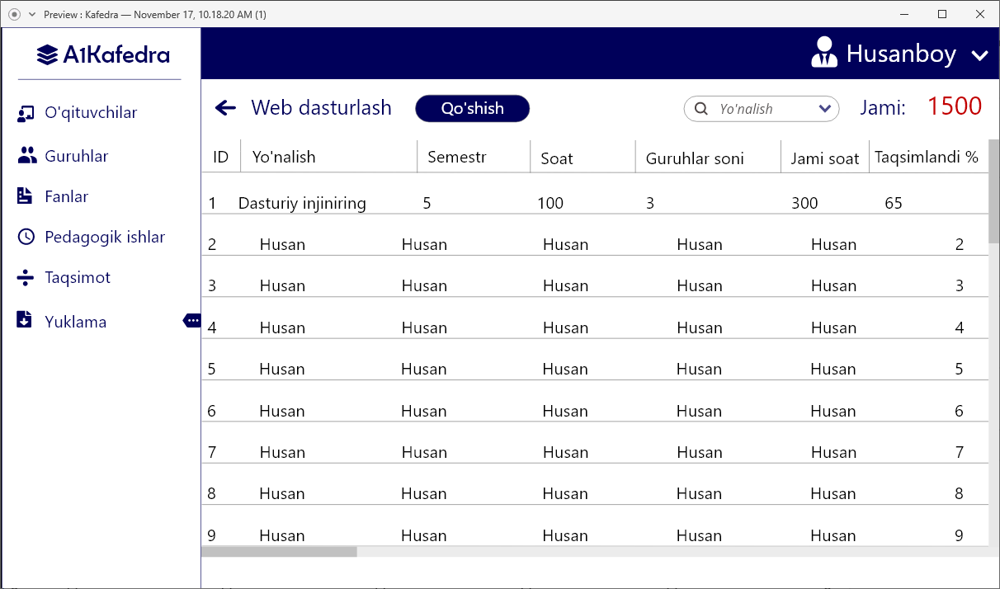 Preview : Kafedra — November 17, 10.18.20 AM (1)
A1Kafedra
Husanboy
O'qituvchilar
Guruhlar
Fanlar
Pedagogik ishlar
Taqsimot
Yuklama
Web dasturlash Qo'shish Yo'nalish Jami: 1500
ID Yo'nalish Semestr Soat Guruhlar soni Jami soat Taqsimlandi %
1 Dasturiy injiniring 5 100 3 300 65
2 Husan Husan Husan Husan Husan 2
3 Husan Husan Husan Husan Husan 3
4 Husan Husan Husan Husan Husan 4
5 Husan Husan Husan Husan Husan 5
6 Husan Husan Husan Husan Husan 6
7 Husan Husan Husan Husan Husan 7
8 Husan Husan Husan Husan Husan 8
9 Husan Husan Husan Husan Husan 9